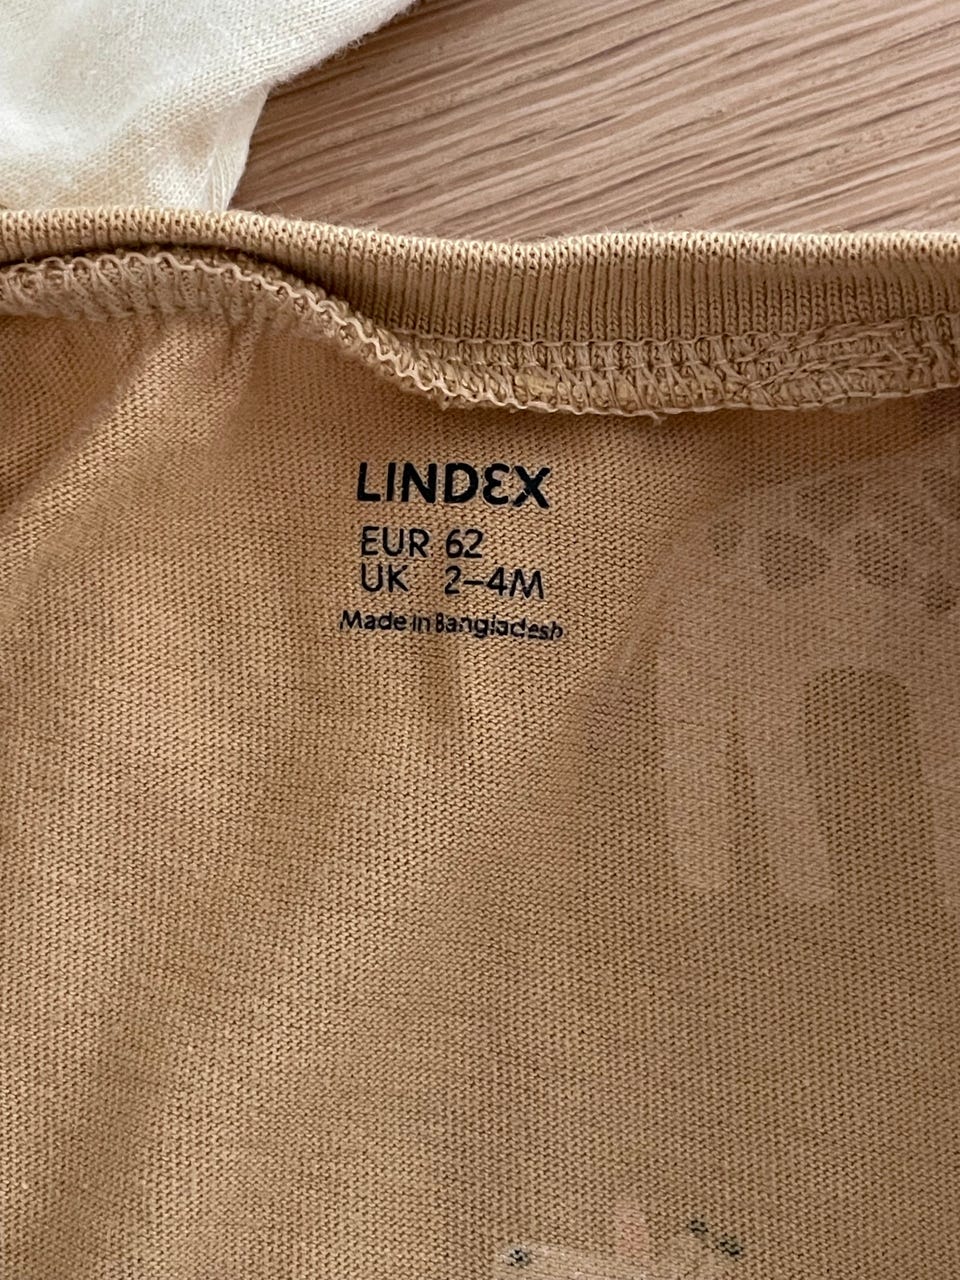 LINDEX
EUR 62
UK 2–4M
Made in Bangladesh